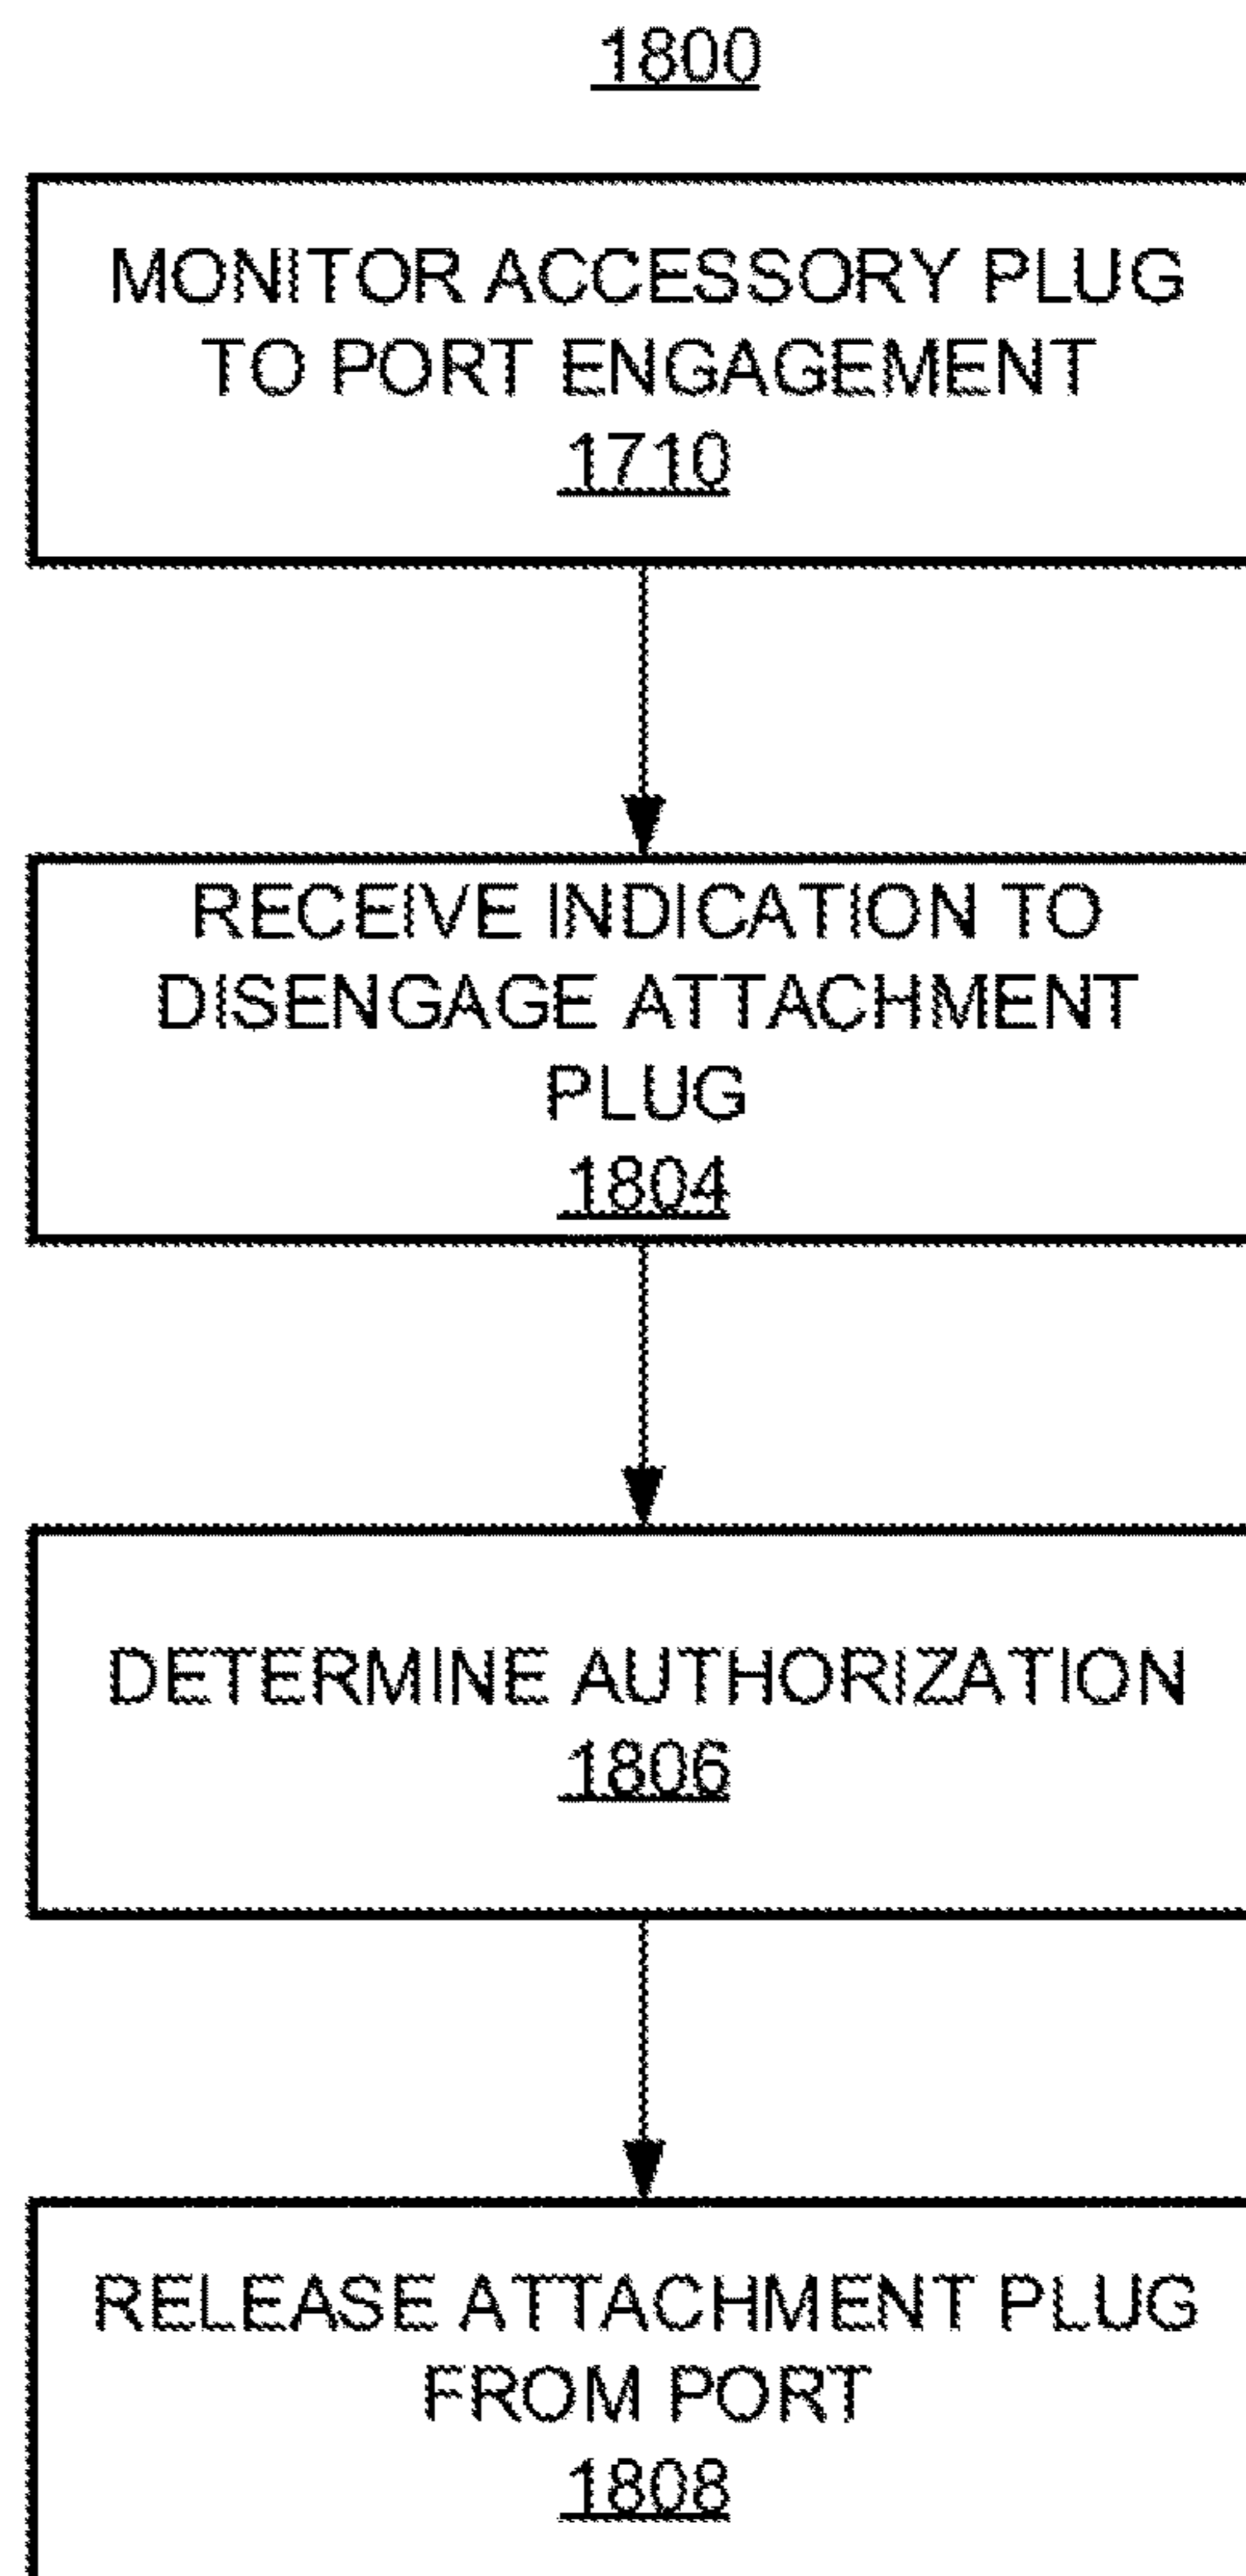 1800
MONITOR ACCESSORY PLUG
TO PORT ENGAGEMENT
1710
RECEIVE INDICATION TO
DISENGAGE ATTACHMENT
PLUG
1804
DETERMINE AUTHORIZATION
1806
RELEASE ATTACHMENT PLUG
FROM PORT
1808